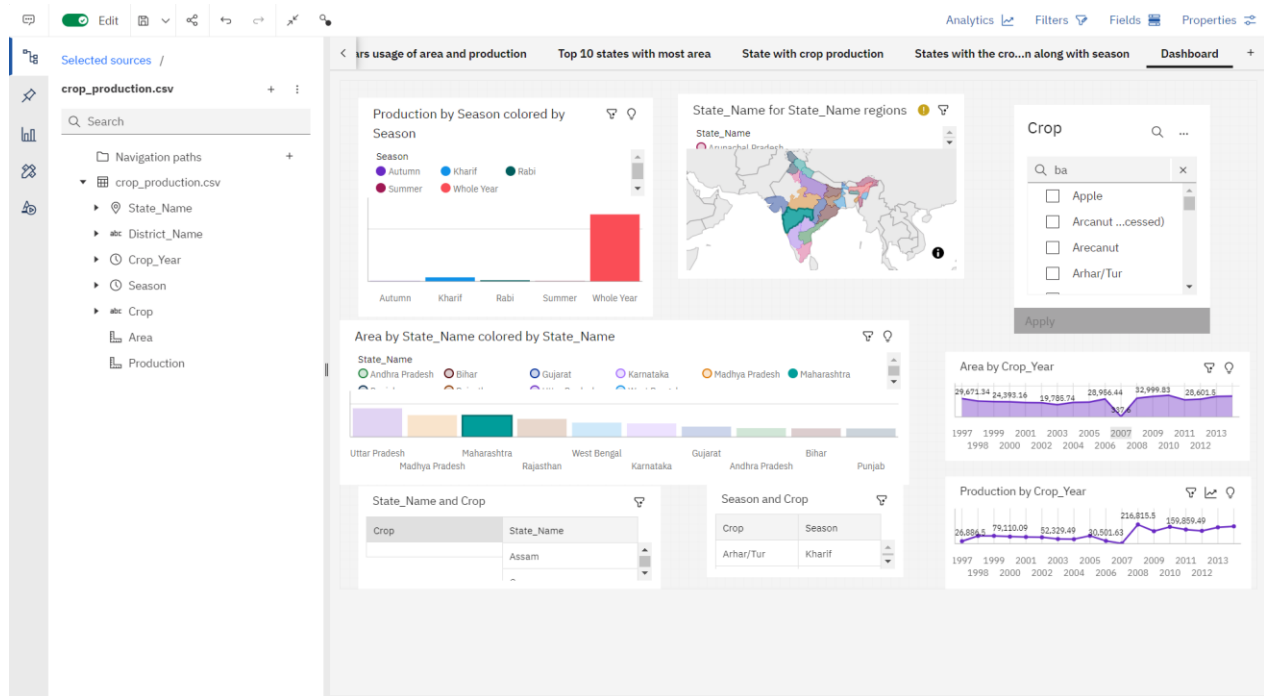 Edit
Analytics
Filters
Fields
Properties
Selected sources /
crop_production.csv
Search
Navigation paths
crop_production.csv
State_Name
abc District_Name
Crop_Year
Season
abc Crop
Area
Production
ars usage of area and production
Top 10 states with most area
State with crop production
States with the cro...n along with season
Dashboard
Production by Season colored by
Season
Season
Autumn Kharif Rabi
Summer Whole Year
Autumn Kharif Rabi Summer Whole Year
State_Name for State_Name regions
State_Name
Arunachal Pradesh
Crop
ba
Apple
Arcanut ...cessed)
Arecanut
Arhar/Tur
Apply
Area by State_Name colored by State_Name
State_Name
Andhra Pradesh Bihar Gujarat Karnataka Madhya Pradesh Maharashtra
Uttar Pradesh Maharashtra West Bengal Gujarat Bihar
Madhya Pradesh Rajasthan Karnataka Andhra Pradesh Punjab
Area by Crop_Year
29,671.34 24,393.16 19,786.74 28,956.44 337.6 32,999.83 28,601.5
1997 1999 2001 2003 2005 2007 2009 2011 2013
1998 2000 2002 2004 2006 2008 2010 2012
State_Name and Crop
Crop State_Name
Assam
Season and Crop
Crop Season
Arhar/Tur Kharif
Production by Crop_Year
26,886.5 79,110.09 52,329.49 20,501.63 216,815.5 159,859.49
1997 1999 2001 2003 2005 2007 2009 2011 2013
1998 2000 2002 2004 2006 2008 2010 2012